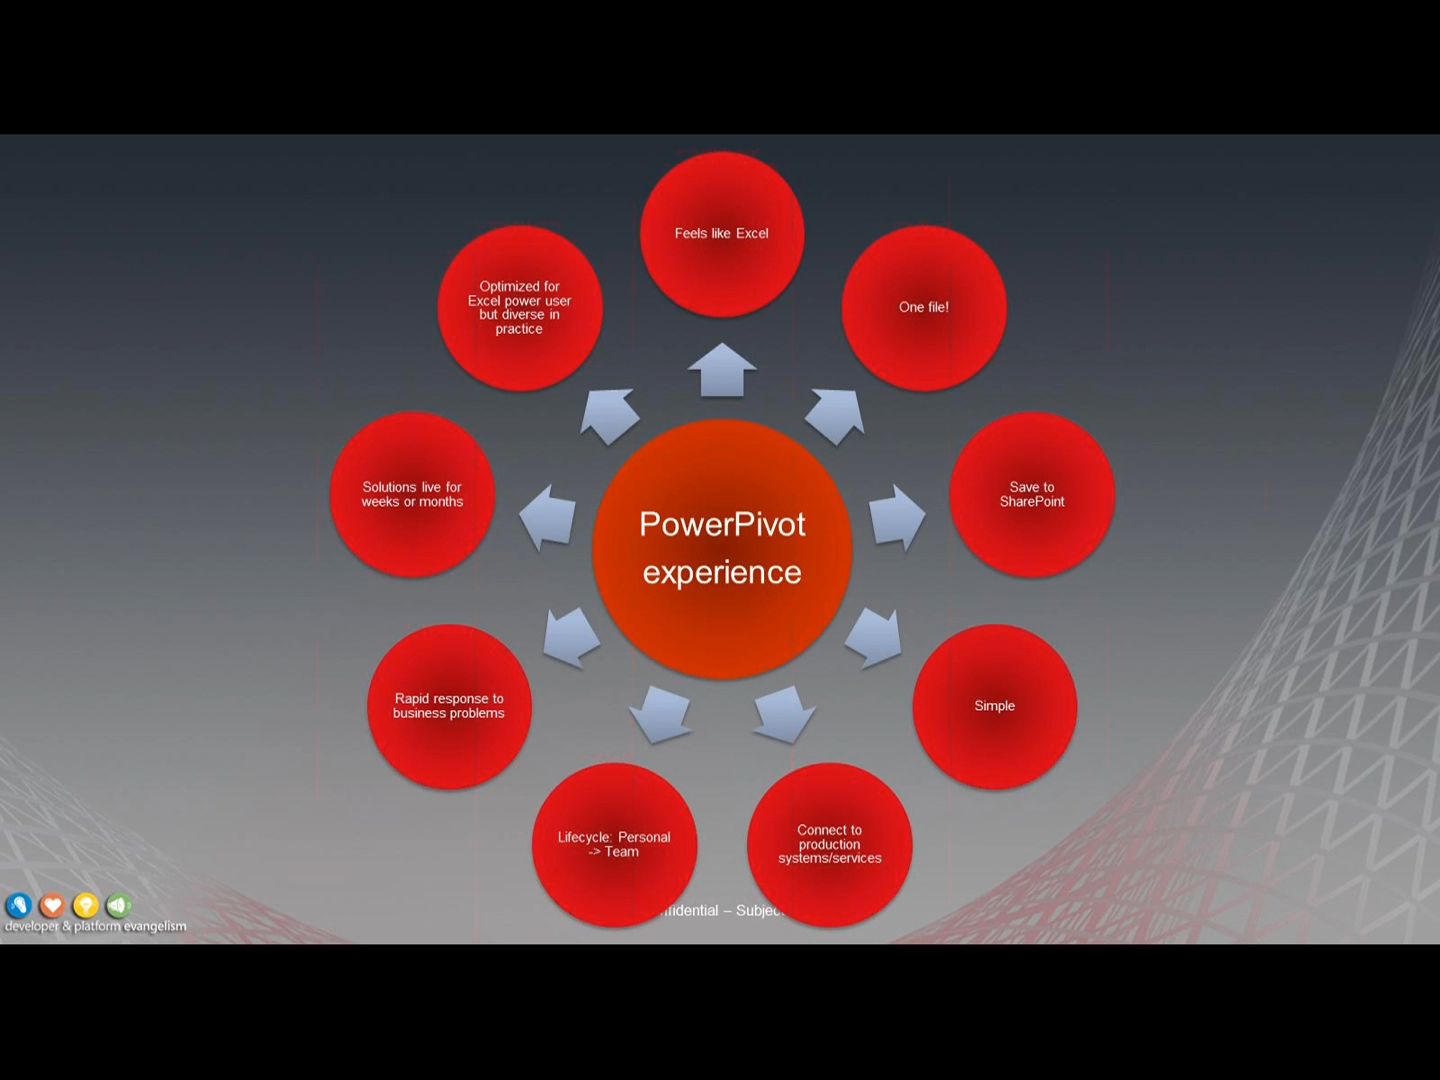 Feels like Excel
One file!
Save to
SharePoint
Simple
Connect to
production
systems/services
Lifecycle: Personal
-> Team
Rapid response to
business problems
Solutions live for
weeks or months
Optimized for
Excel power user
but diverse in
practice
PowerPivot
experience
– 
developer & platform evangelism